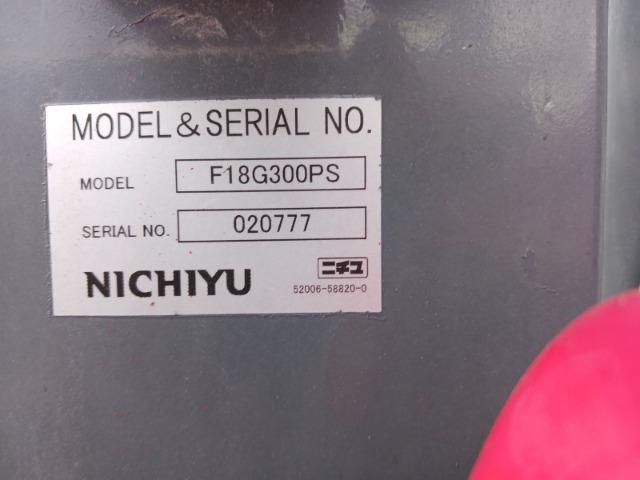 MODEL & SERIAL NO.
MODEL F18G300PS
SERIAL NO. 020777
NICHIYU ニチユ
52006-58820-0